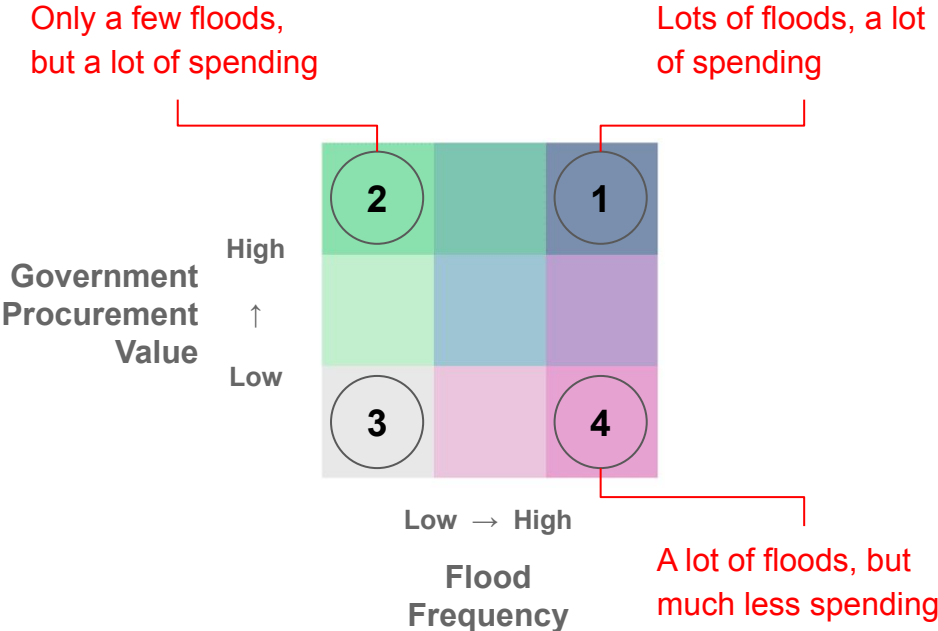 Only a few floods,
but a lot of spending
Lots of floods, a lot
of spending
2
1
High
Government
Procurement
Value
↑
Low
3
4
Low → High
Flood
Frequency
A lot of floods, but
much less spending